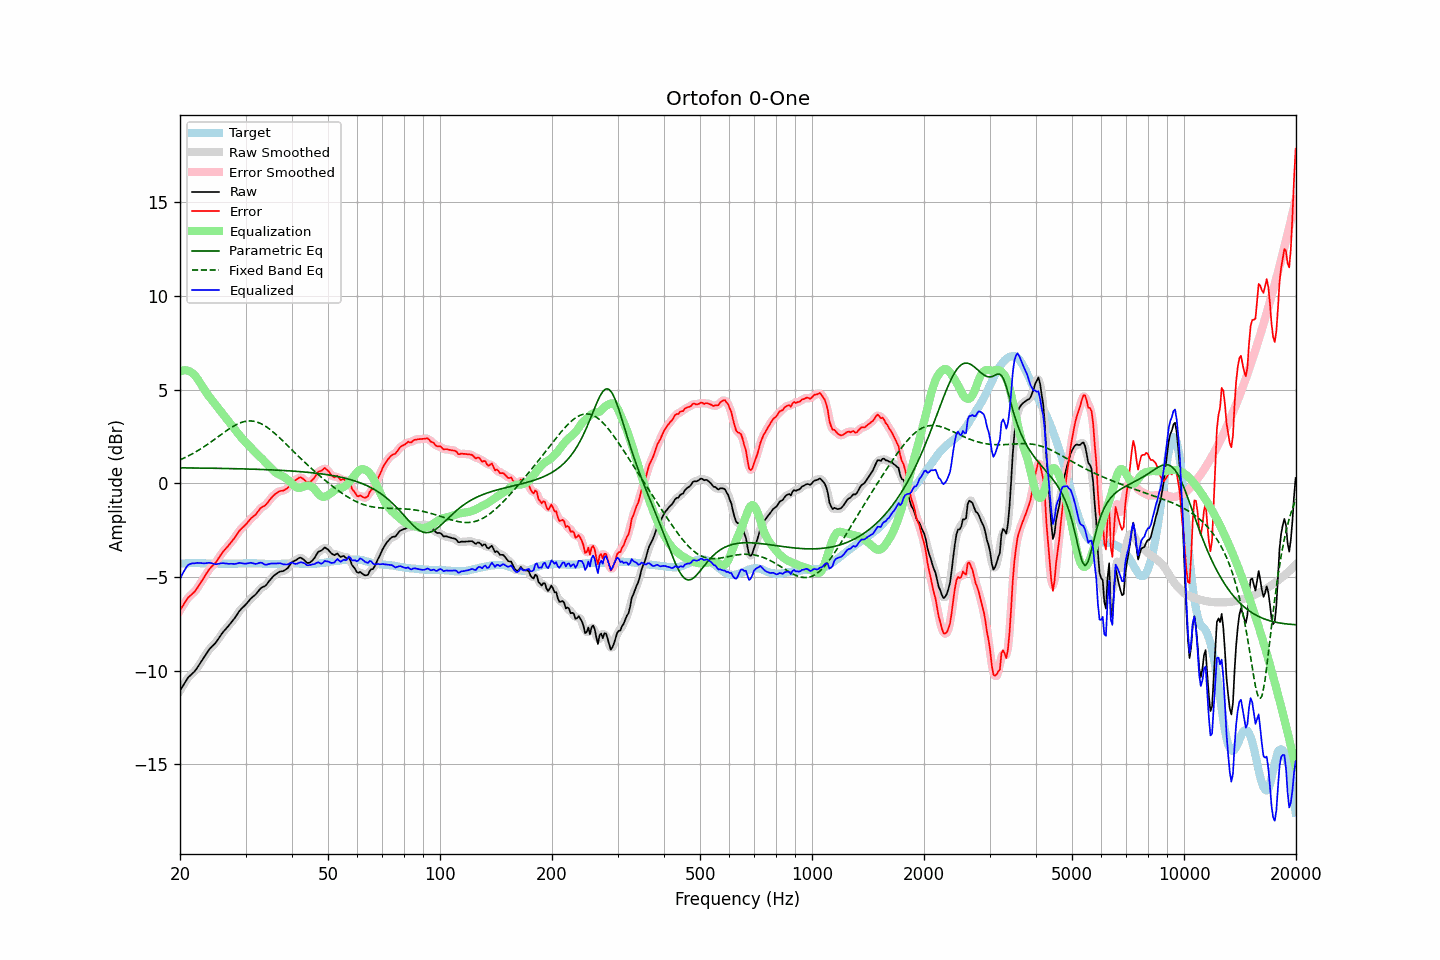 Ortofon 0-One
Target
Raw Smoothed
Error Smoothed
Raw
Error
Equalization
Parametric Eq
Fixed Band Eq
Equalized
Amplitude (dBr)
15
10
5
0
−5
−10
−15
20
50
100
200
500
1000
2000
5000
10000
20000
Frequency (Hz)